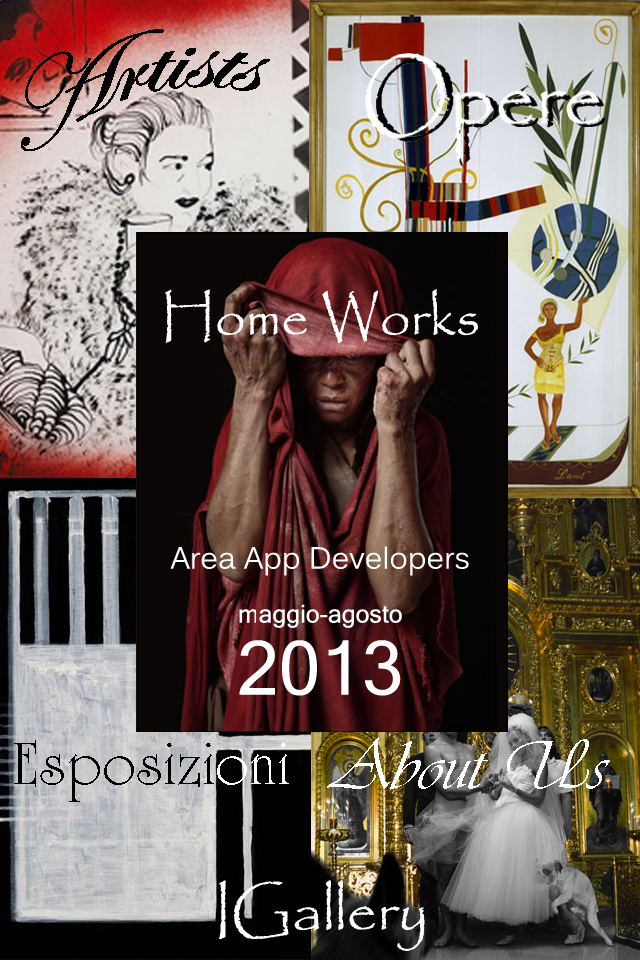 Artists
Opere
Home Works
Area App Developers
maggio-agosto
2013
Esposizioni
About Us
IGallery